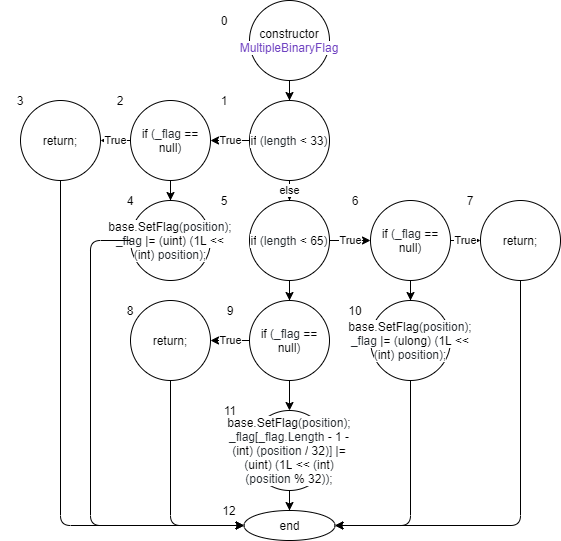 0
constructor
MultipleBinaryFlag
3
2
1
return;
True
if (_flag ==
null)
True
if (length < 33)
else
4
5
6
7
base.SetFlag(position);
_flag |= (uint) (1L <<
(int) position);
if (length < 65)
True
if (_flag ==
null)
True
return;
8
9
10
return;
True
if (_flag ==
null)
base.SetFlag(position);
_flag |= (ulong) (1L <<
(int) position);
11
base.SetFlag(position);
_flag[_flag.Length - 1 -
(int) (position / 32)] |=
(uint) (1L << (int)
(position % 32));
12
end